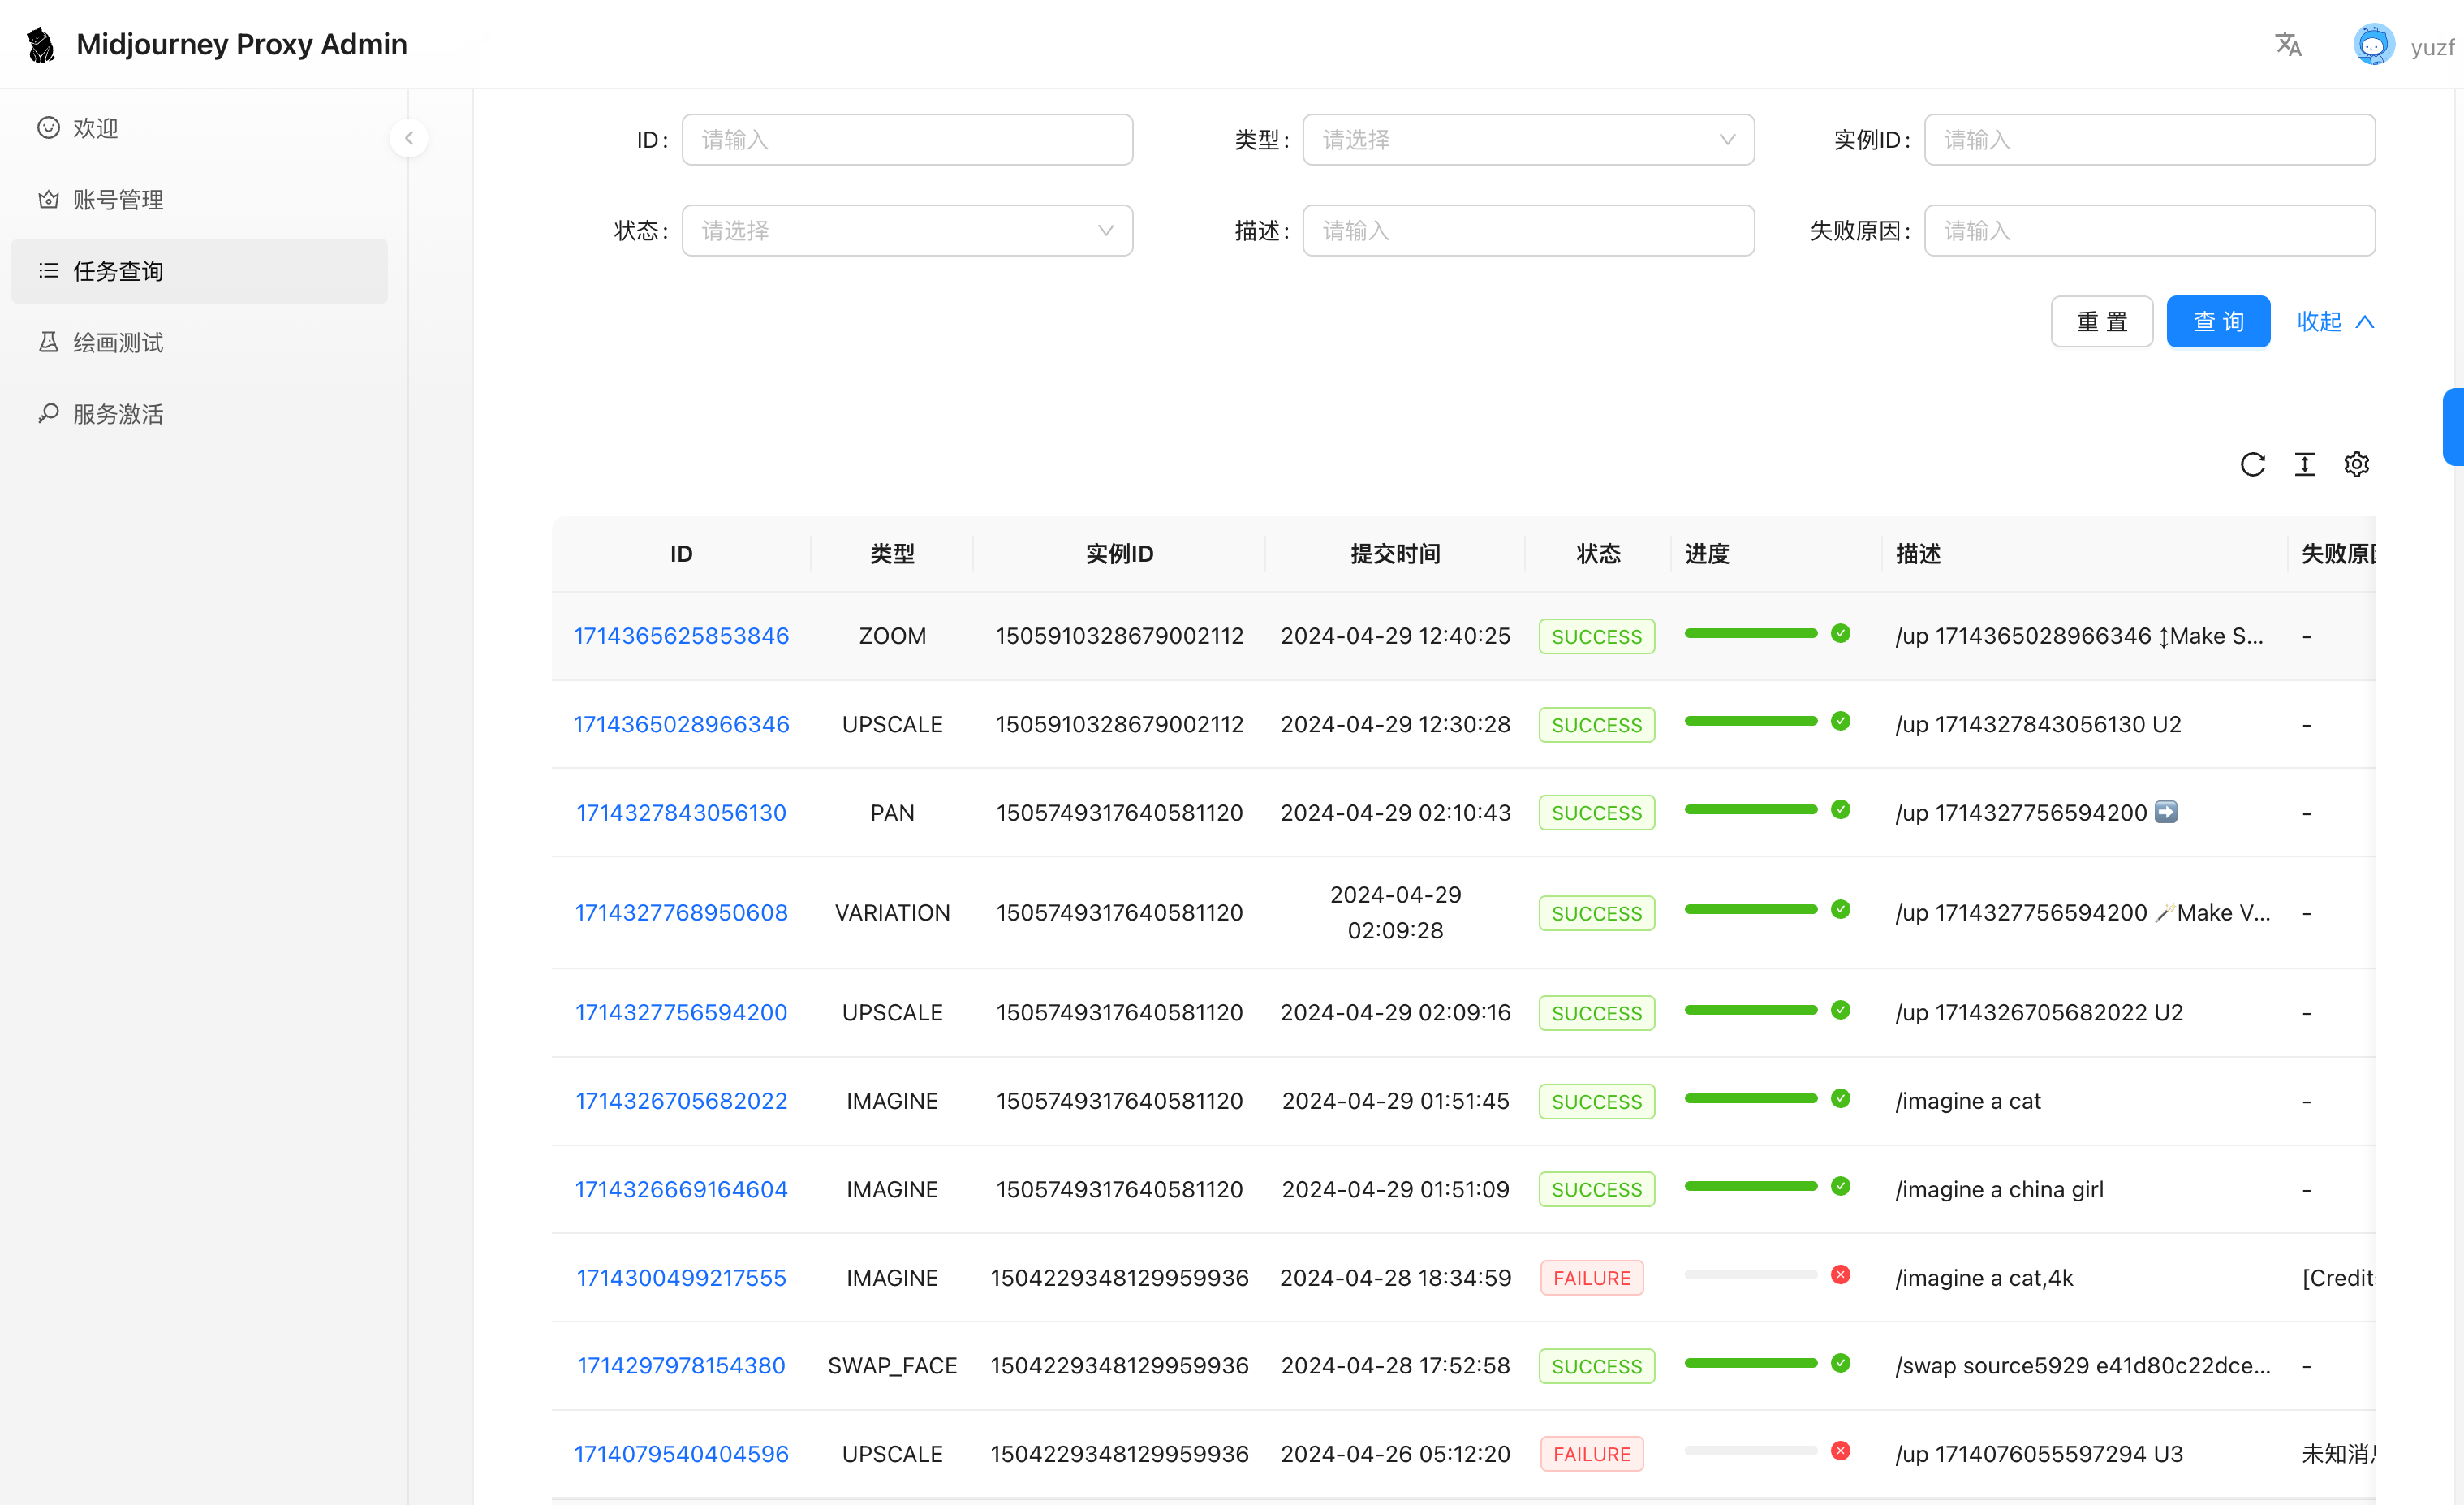 Midjourney Proxy Admin
yuzf
欢迎
账号管理
任务查询
绘画测试
服务激活
ID : 请输入 类型 : 请选择 实例ID : 请输入
状态 : 请选择 描述 : 请输入 失败原因 : 请输入
重 置 查 询 收起
ID 类型 实例ID 提交时间 状态 进度 描述 失败原
1714365625853846 ZOOM 1505910328679002112 2024-04-29 12:40:25 SUCCESS /up 1714365028966346 ↕Make S... -
1714365028966346 UPSCALE 1505910328679002112 2024-04-29 12:30:28 SUCCESS /up 1714327843056130 U2 -
1714327843056130 PAN 1505749317640581120 2024-04-29 02:10:43 SUCCESS /up 1714327756594200 ➡️ -
1714327768950608 VARIATION 1505749317640581120 2024-04-29
02:09:28 SUCCESS /up 1714327756594200 🪄Make V... -
1714327756594200 UPSCALE 1505749317640581120 2024-04-29 02:09:16 SUCCESS /up 1714326705682022 U2 -
1714326705682022 IMAGINE 1505749317640581120 2024-04-29 01:51:45 SUCCESS /imagine a cat -
1714326669164604 IMAGINE 1505749317640581120 2024-04-29 01:51:09 SUCCESS /imagine a china girl -
1714300499217555 IMAGINE 1504229348129959936 2024-04-28 18:34:59 FAILURE /imagine a cat,4k [Credit
1714297978154380 SWAP_FACE 1504229348129959936 2024-04-28 17:52:58 SUCCESS /swap source5929 e41d80c22dce... -
1714079540404596 UPSCALE 1504229348129959936 2024-04-26 05:12:20 FAILURE /up 1714076055597294 U3 未知消